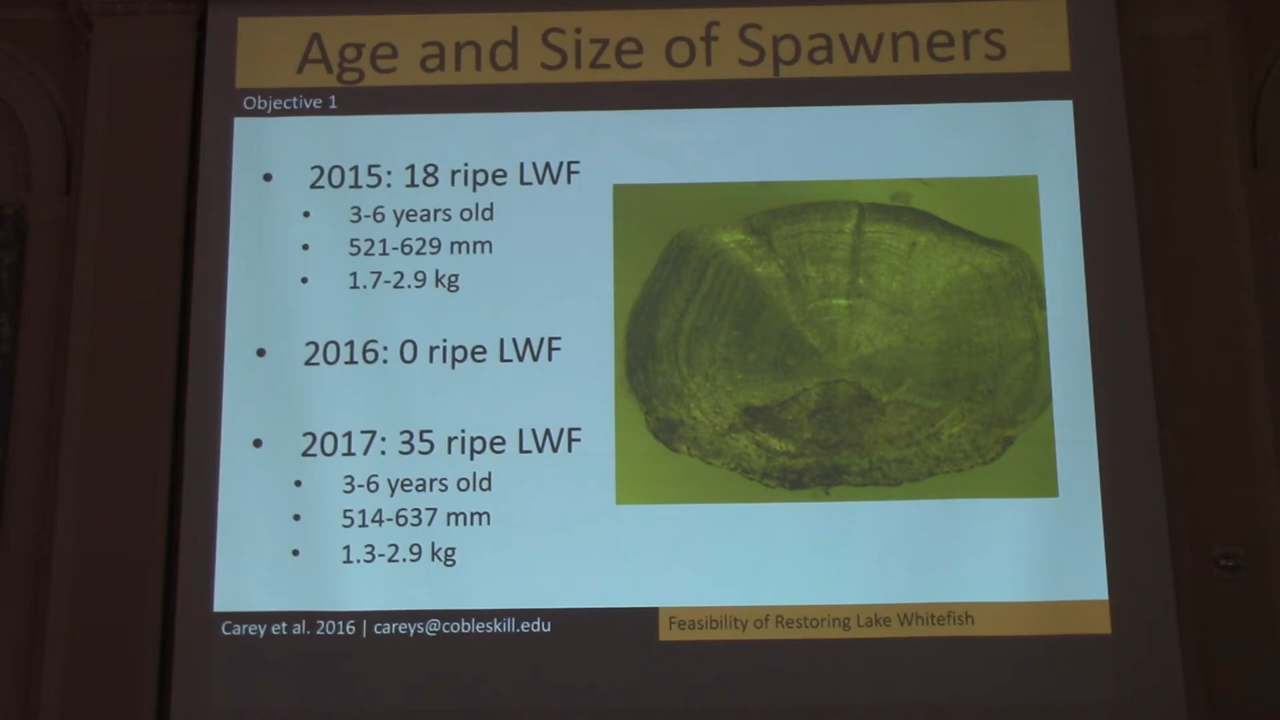 Age and Size of Spawners
Objective 1
• 2015: 18 ripe LWF
• 3-6 years old
• 521-629 mm
• 1.7-2.9 kg
• 2016: 0 ripe LWF
• 2017: 35 ripe LWF
• 3-6 years old
• 514-637 mm
• 1.3-2.9 kg
Carey et al. 2016 | careys@cobleskill.edu
Feasibility of Restoring Lake Whitefish